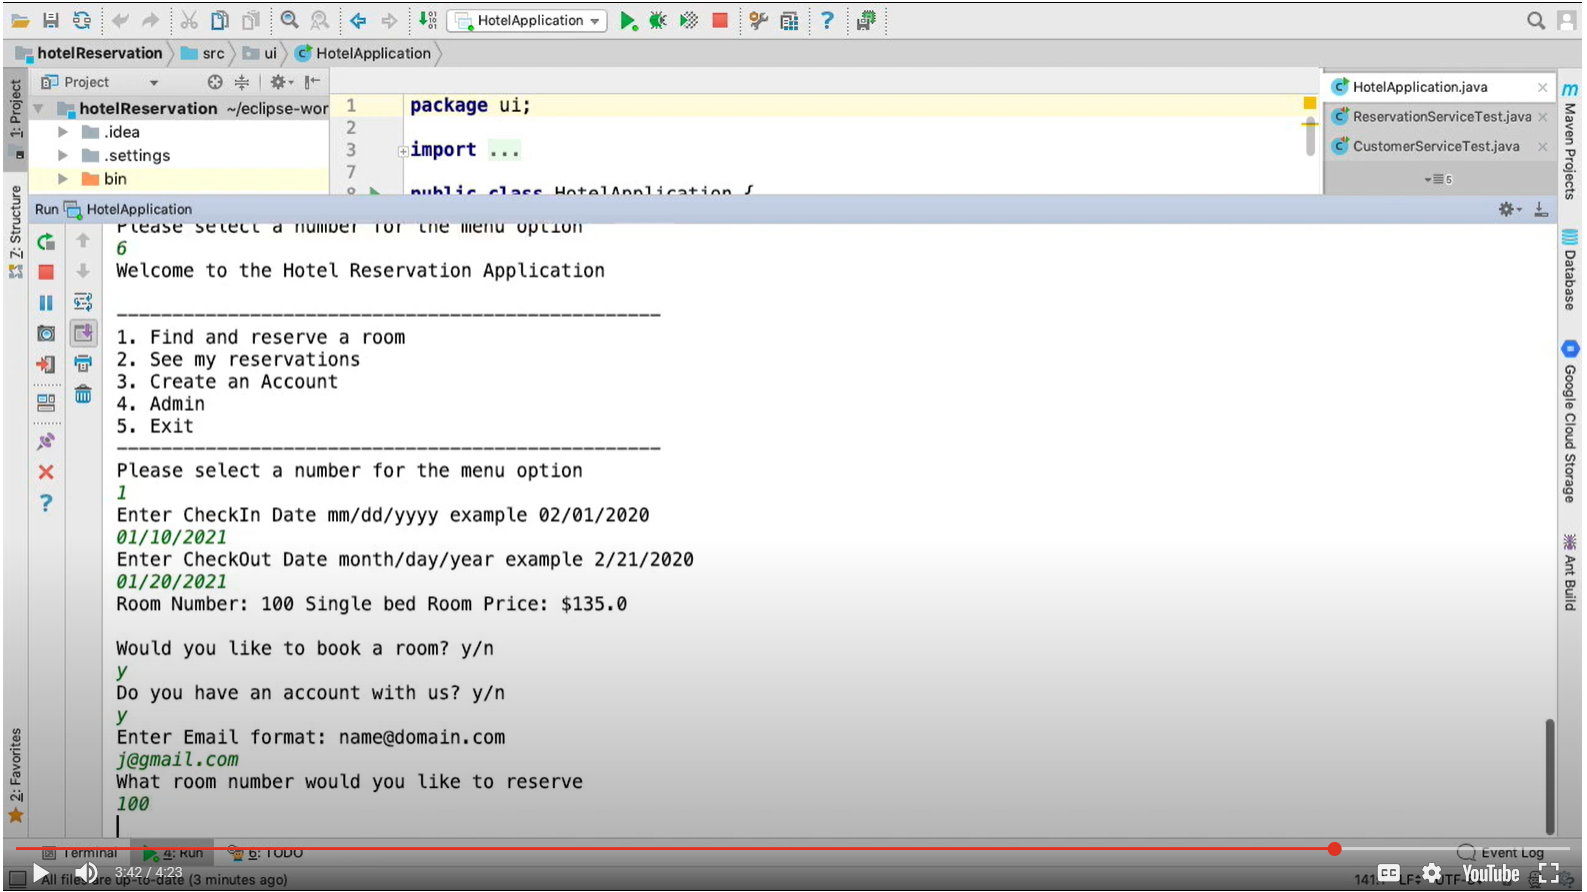 HotelApplication
hotelReservation src ui HotelApplication
1: Project
Project
hotelReservation ~/eclipse-wor
.idea
.settings
bin
1 package ui;
2
3 import ...
7
8 public class HotelApplication {
HotelApplication.java
ReservationServiceTest.java
CustomerServiceTest.java
5
Maven Projects
Database
Google Cloud Storage
Ant Build
Z: Structure
2: Favorites
Run HotelApplication
Please select a number for the menu option
6
Welcome to the Hotel Reservation Application
1. Find and reserve a room
2. See my reservations
3. Create an Account
4. Admin
5. Exit
Please select a number for the menu option
1
Enter CheckIn Date mm/dd/yyyy example 02/01/2020
01/10/2021
Enter CheckOut Date month/day/year example 2/21/2020
01/20/2021
Room Number: 100 Single bed Room Price: $135.0
Would you like to book a room? y/n
y
Do you have an account with us? y/n
y
Enter Email format: name@domain.com
j@gmail.com
What room number would you like to reserve
100
Terminal 4: Run 6: TODO Event Log
3:42 / 4:23 CC YouTube
All files are up-to-date (3 minutes ago)